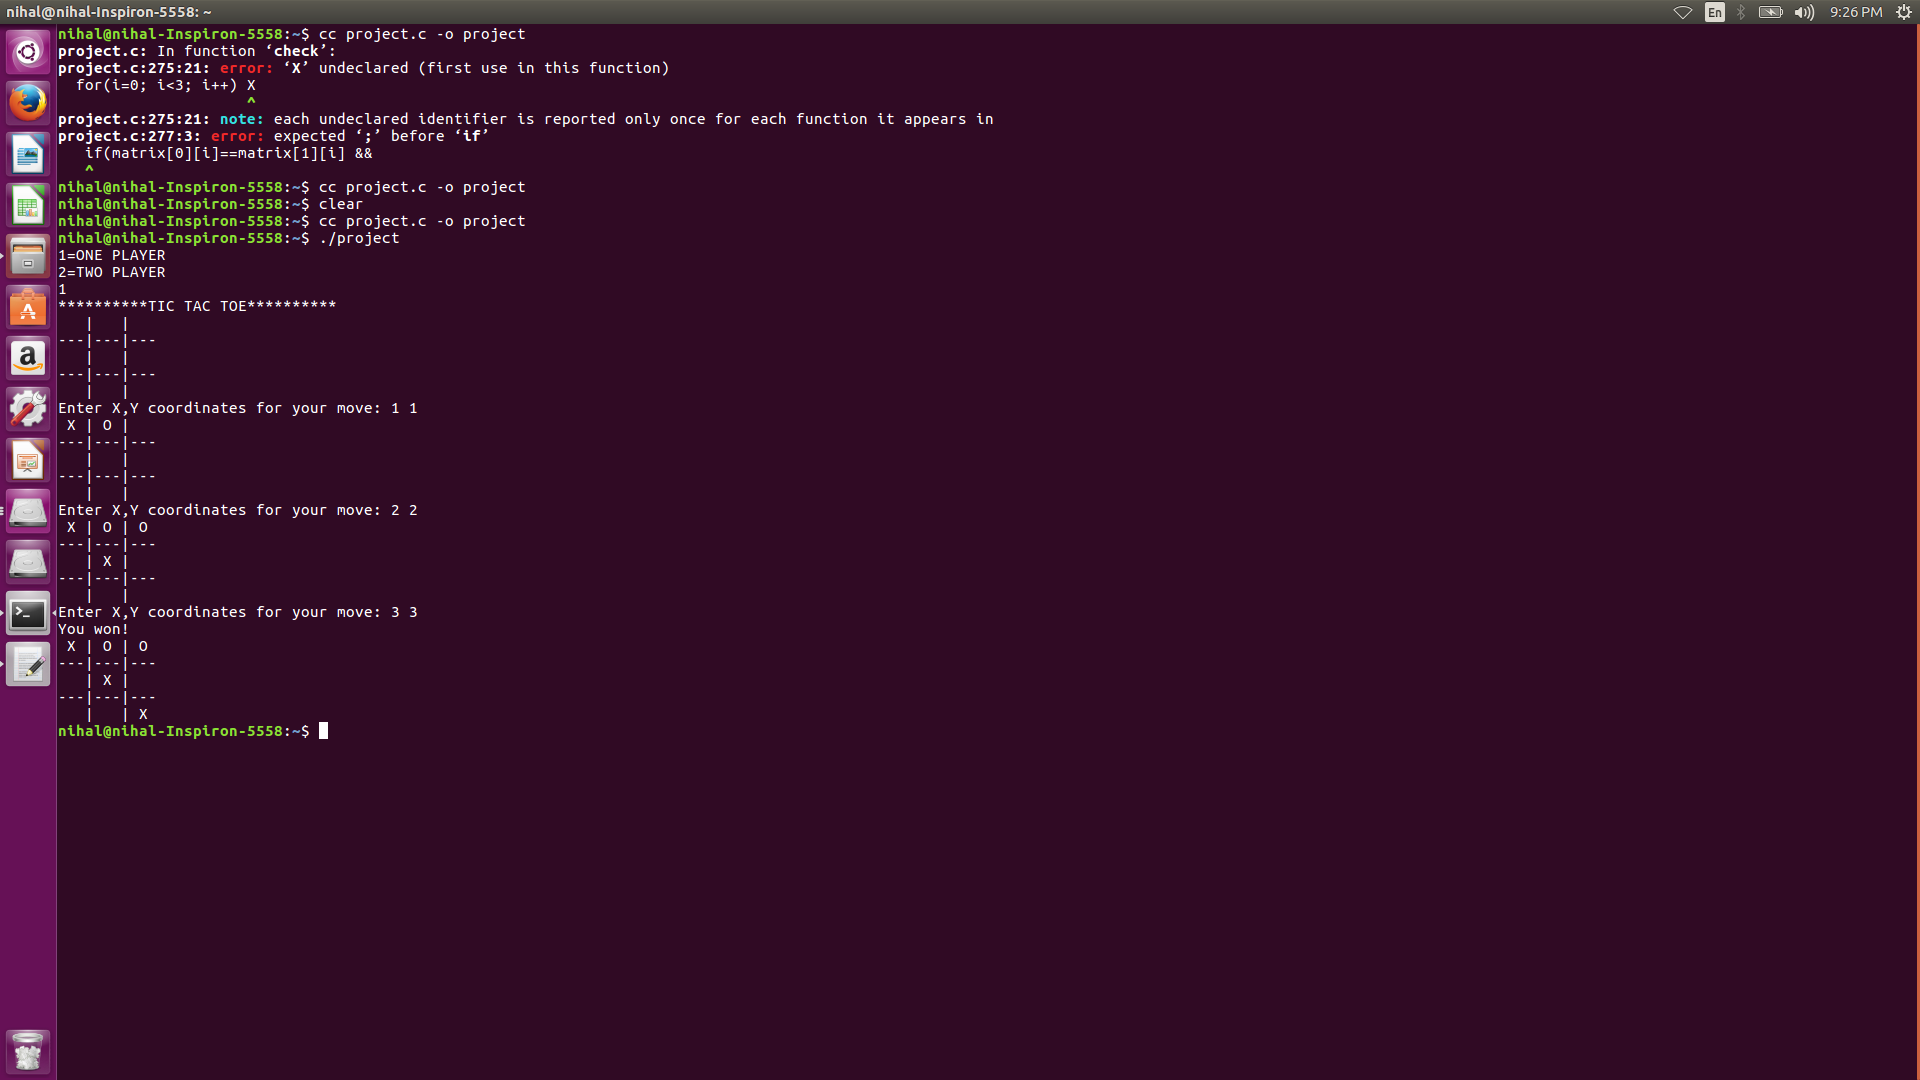 nihal@nihal-Inspiron-5558: ~
En
9:26 PM
nihal@nihal-Inspiron-5558:~$ cc project.c -o project
project.c: In function ‘check’:
project.c:275:21: error: ‘X’ undeclared (first use in this function)
  for(i=0; i<3; i++) X
                     ^
project.c:275:21: note: each undeclared identifier is reported only once for each function it appears in
project.c:277:3: error: expected ‘;’ before ‘if’
   if(matrix[0][i]==matrix[1][i] &&
   ^
nihal@nihal-Inspiron-5558:~$ cc project.c -o project
nihal@nihal-Inspiron-5558:~$ clear
nihal@nihal-Inspiron-5558:~$ cc project.c -o project
nihal@nihal-Inspiron-5558:~$ ./project
1=ONE PLAYER
2=TWO PLAYER
1
**********TIC TAC TOE**********
   |   |
---|---|---
   |   |
---|---|---
   |   |
Enter X,Y coordinates for your move: 1 1
 X | O |
---|---|---
   |   |
---|---|---
   |   |
Enter X,Y coordinates for your move: 2 2
 X | O | O
---|---|---
   | X |
---|---|---
   |   |
Enter X,Y coordinates for your move: 3 3
You won!
 X | O | O
---|---|---
   | X |
---|---|---
   |   | X
nihal@nihal-Inspiron-5558:~$